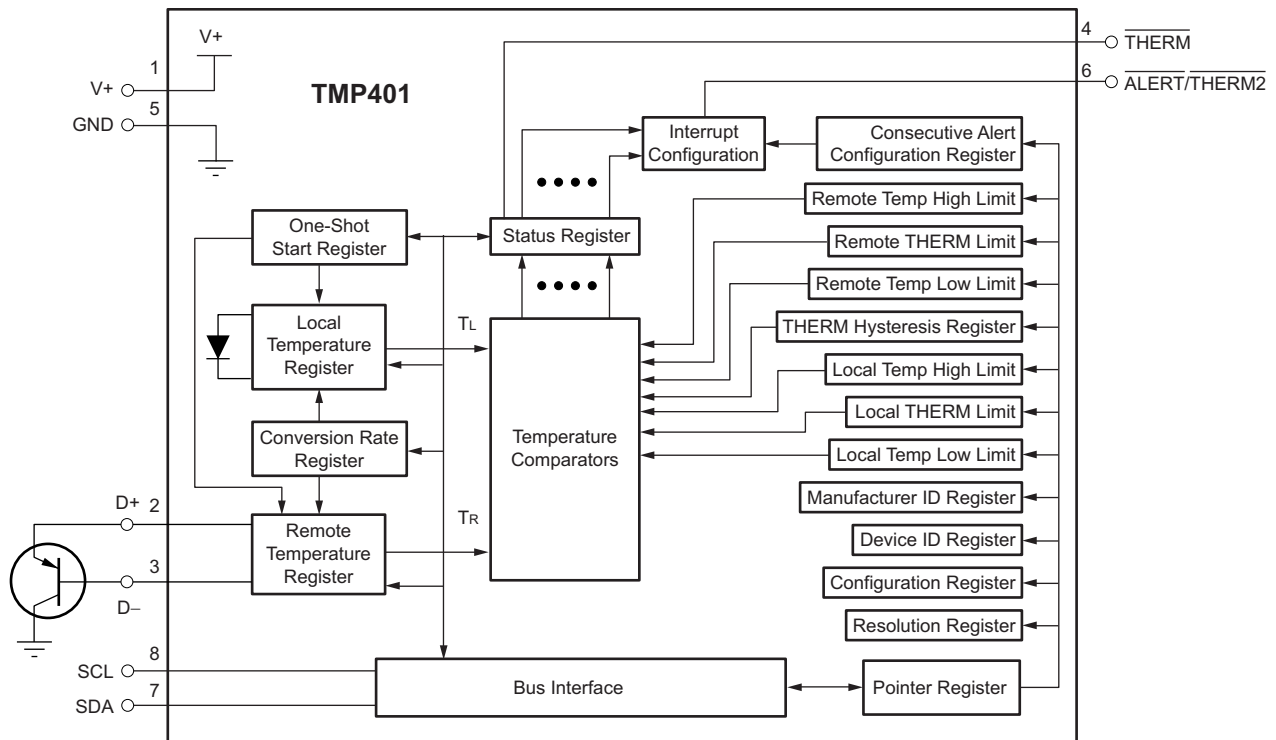 V+
1
V+
5
GND
TMP401
4
THERM
6
ALERT/THERM2
Interrupt
Configuration
Consecutive Alert
Configuration Register
Remote Temp High Limit
One-Shot
Start Register
Status Register
Remote THERM Limit
Remote Temp Low Limit
THERM Hysteresis Register
Local
Temperature
Register
TL
Local Temp High Limit
Local THERM Limit
Conversion Rate
Register
Temperature
Comparators
Local Temp Low Limit
Manufacturer ID Register
D+
2
Remote
Temperature
Register
TR
Device ID Register
3
D−
Configuration Register
Resolution Register
8
SCL
7
SDA
Bus Interface
Pointer Register